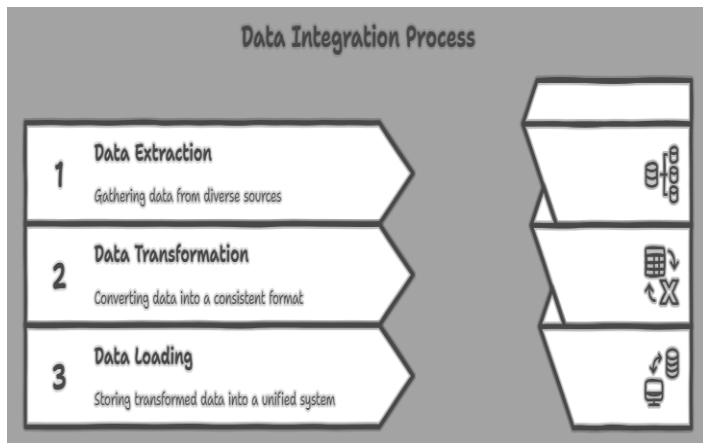 Data Integration Process
1
Data Extraction
Gathering data from diverse sources
2
Data Transformation
Converting data into a consistent format
3
Data Loading
Storing transformed data into a unified system
X